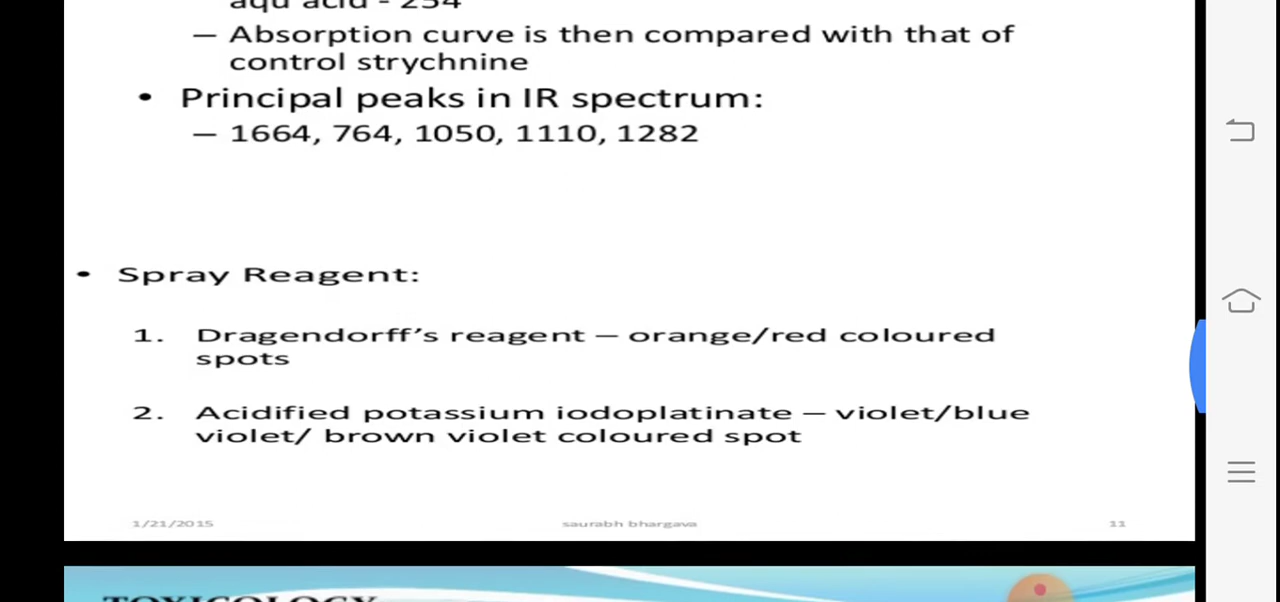 aqu acid - 254
– Absorption curve is then compared with that of
control strychnine
• Principal peaks in IR spectrum:
– 1664, 764, 1050, 1110, 1282
• Spray Reagent:
1. Dragendorff’s reagent – orange/red coloured
spots
2. Acidified potassium iodoplatinate – violet/blue
violet/ brown violet coloured spot
1/21/2015 saurabh bhargava 11
TOXICOLOGY